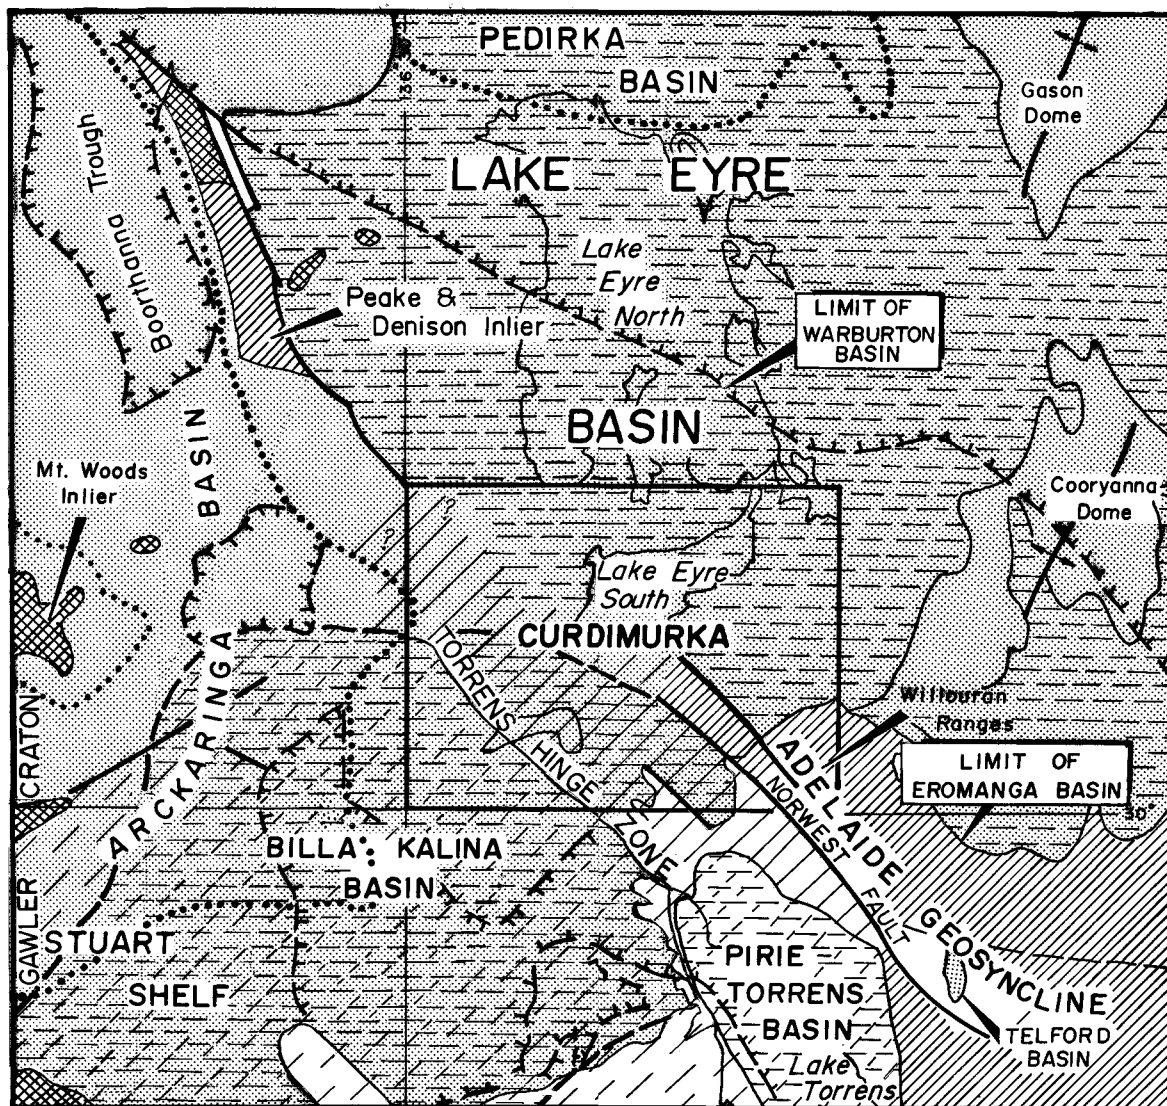 PEDIRKA
BASIN
Gason
Dome
136°
Boorthanna Trough
LAKE EYRE
Lake
Eyre
North
Peake &
Denison Inlier
LIMIT OF
WARBURTON
BASIN
BASIN
Mt. Woods
Inlier
BASIN
Cooryanna
Dome
?
?
Lake Eyre
South
CURDIMURKA
TORRENS HINGE ZONE
Willouran
Ranges
CRATON
ARCKARINGA
ADELAIDE
NORWEST FAULT
LIMIT OF
EROMANGA BASIN
30°
BILLA KALINA
BASIN
GAWLER
STUART
SHELF
GEOSYNCLINE
PIRIE
TORRENS
BASIN
TELFORD
BASIN
Lake
Torrens